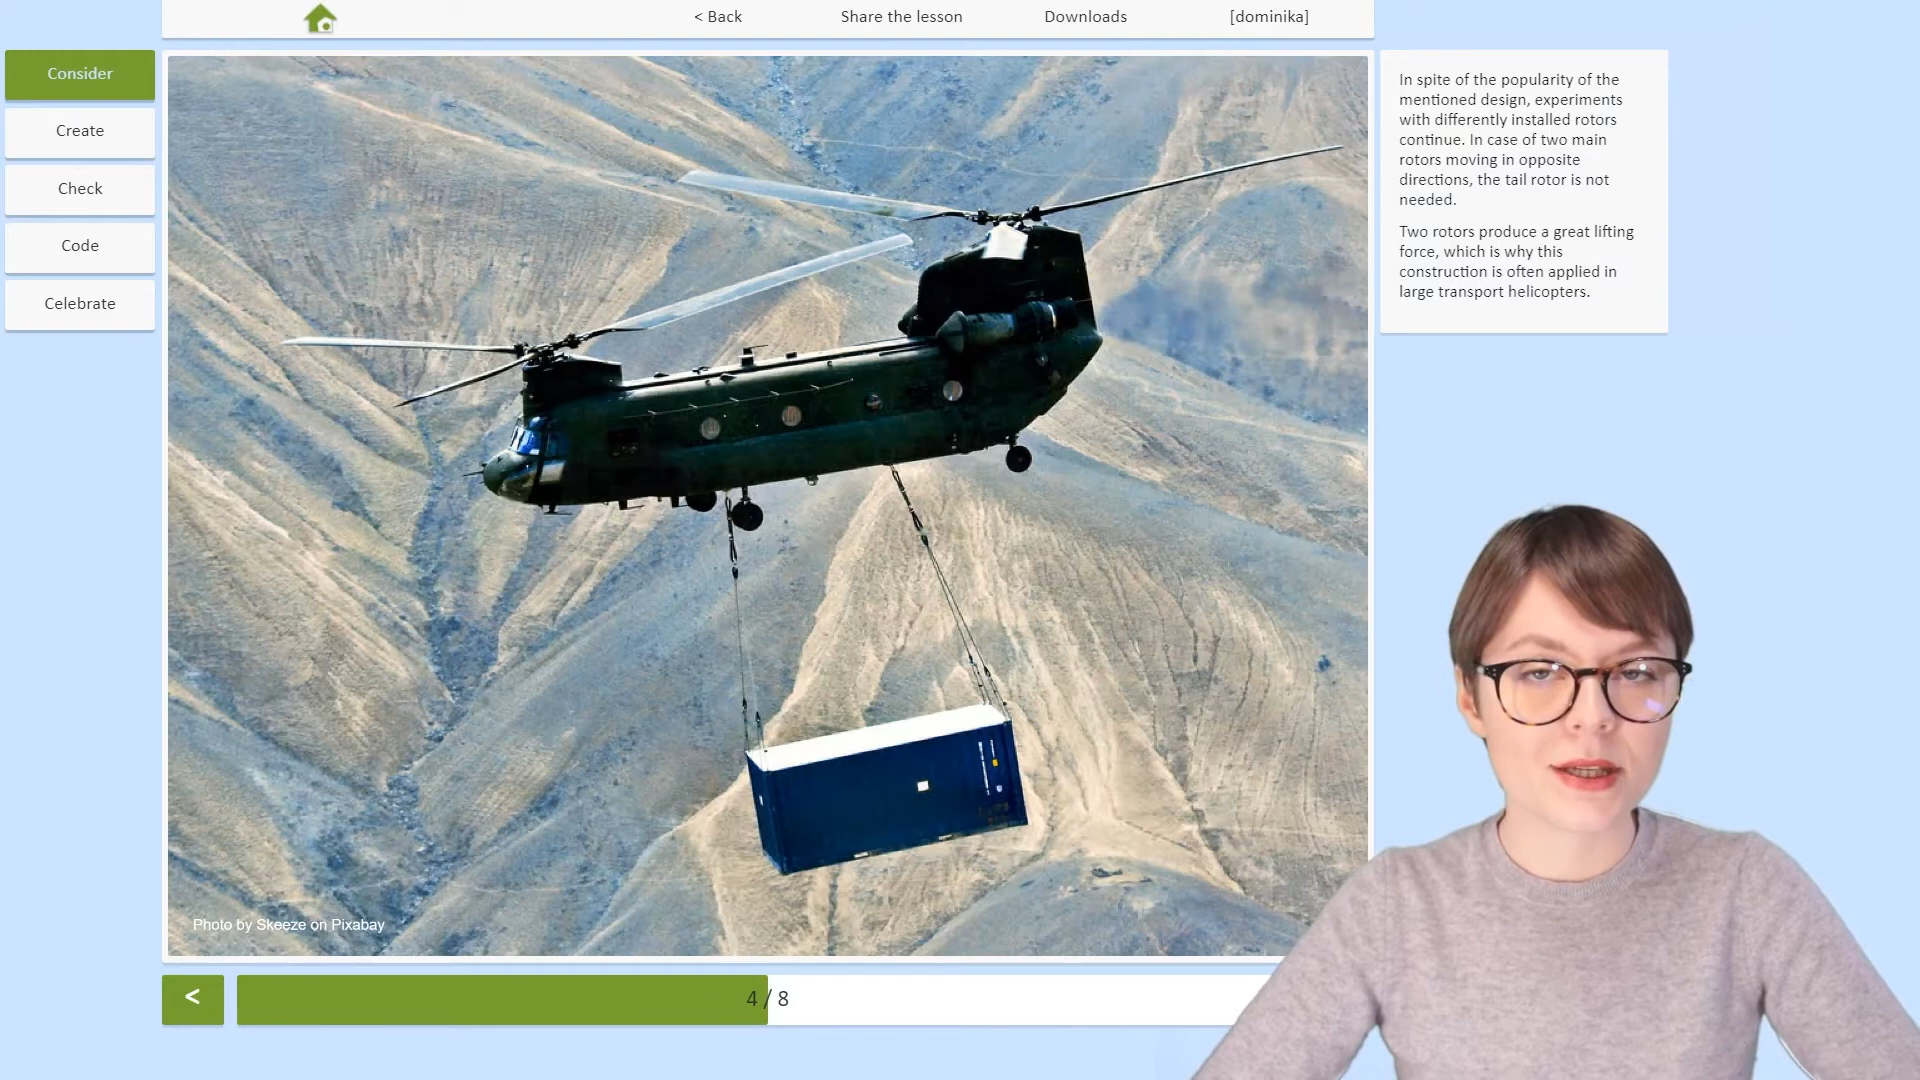 < Back
Share the lesson
Downloads
[dominika]
Consider
Create
Check
Code
Celebrate
In spite of the popularity of the
mentioned design, experiments
with differently installed rotors
continue. In case of two main
rotors moving in opposite
directions, the tail rotor is not
needed.
Two rotors produce a great lifting
force, which is why this
construction is often applied in
large transport helicopters.
Photo by Skeeze on Pixabay
<
4 / 8